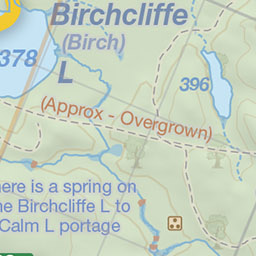 Birchcliffe
(Birch)
L
378
396
(Approx - Overgrown)
here is a spring on
he Birchcliffe L to
Calm L portage